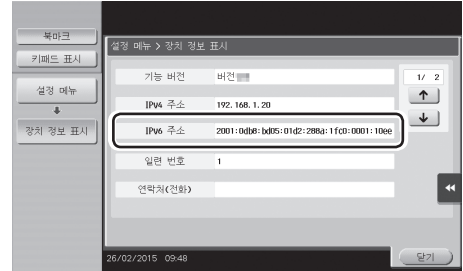 북마크
키패드 표시
설정 메뉴
장치 정보 표시
설정 메뉴 > 장치 정보 표시
기능 버전 버전
1/ 2
IPv4 주소 192.168.1.20
IPv6 주소 2001:0db8:bd05:01d2:288a:1fc0:0001:10ee
일련 번호 1
연락처(전화)
26/02/2015 09:48
닫기